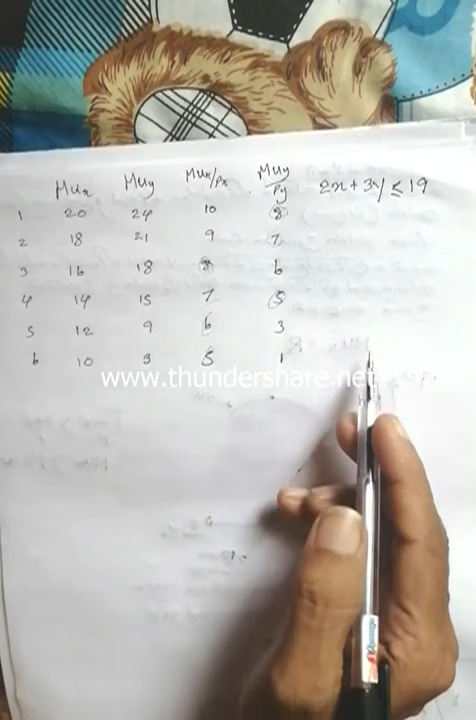 Mux Muy Mux/px Muy/Py 2x + 3y ≤ 19
1 20 24 10 8
2 18 21 9 7
3 16 18 8 6
4 14 15 7 5
5 12 9 6 3
6 10 3 5 1
www.thundershare.net